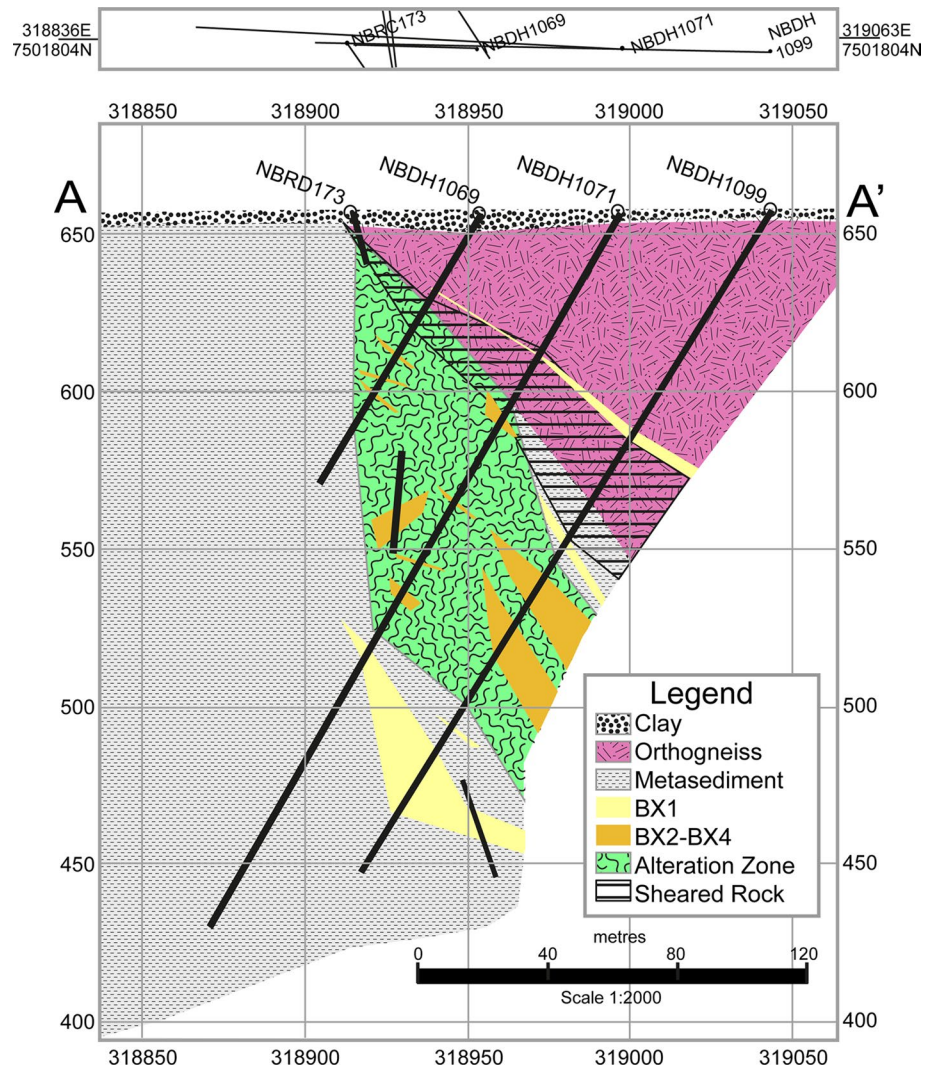 318836E
7501804N
NBRC173
NBDH1069
NBDH1071
NBDH
1099
319063E
7501804N
318850 318900 318950 319000 319050
A
NBRD173
NBDH1069
NBDH1071
NBDH1099
A'
650 650
600 600
550 550
500 500
450 450
400 400
Legend
Clay
Orthogneiss
Metasediment
BX1
BX2-BX4
Alteration Zone
Sheared Rock
metres
0 40 80 120
Scale 1:2000
318850 318900 318950 319000 319050